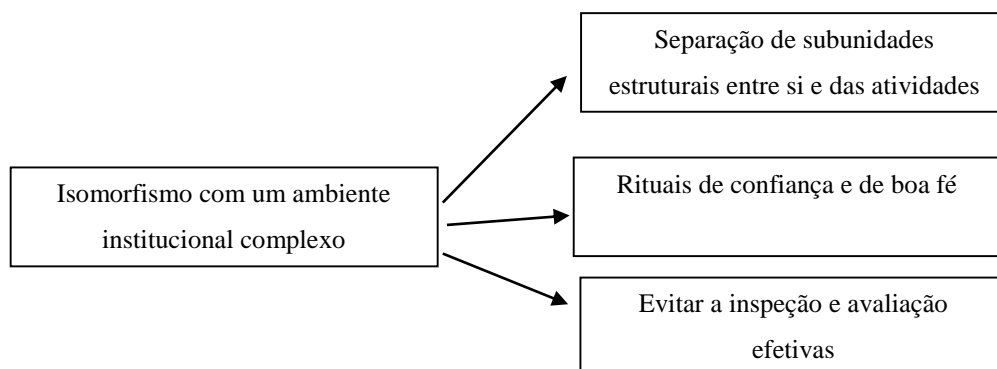 Separação de subunidades
estruturais entre si e das atividades
Isomorfismo com um ambiente
institucional complexo
Rituais de confiança e de boa fé
Evitar a inspeção e avaliação
efetivas